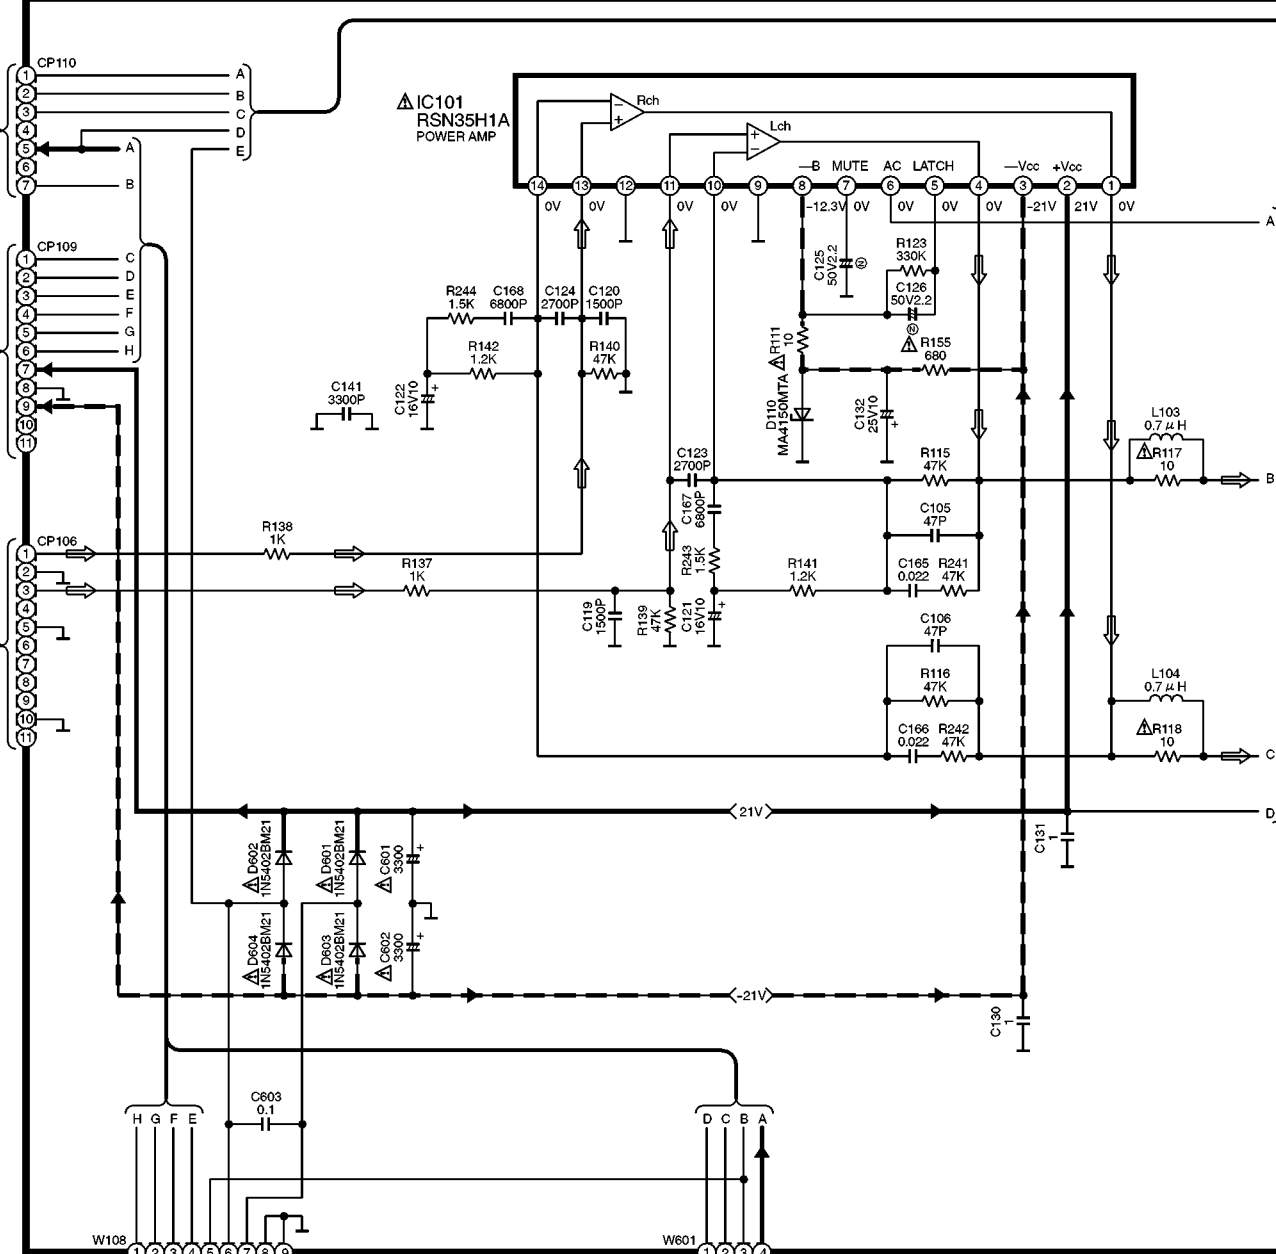 CP110
1 A
2 B
3 C
4 D
5 A E
6
7 B
CP109
1 C
2 D
3 E
4 F
5 G
6 H
7
8
9
10
11
CP106
1
2
3
4
5
6
7
8
9
10
11
IC101
RSN35H1A
POWER AMP
Rch
− +
Lch
+ −
—B MUTE AC LATCH —Vcc +Vcc
14 13 12 11 10 9 8 7 6 5 4 3 2 1
0V 0V 0V 0V −12.3V 0V 0V 0V 0V −21V 21V 0V
A
R123
330K
C125
50V2.2
N
C126
50V2.2
N
R244
1.5K
C168
6800P
C124
2700P
C120
1500P
R111
10
R155
680
R142
1.2K
R140
47K
C122
16V10
+
C141
3300P
D110
MA4150MTA
C132
25V10
+
L103
0.7μH
R117
10
B
C123
2700P
R115
47K
C167
6800P
C105
47P
R138
1K
R137
1K
R243
1.5K
R141
1.2K
C165
0.022
R241
47K
C119
1500P
R139
47K
C121
16V10
+
C106
47P
R116
47K
L104
0.7μH
C166
0.022
R242
47K
R118
10
C
21V
D
D602
1N5402BM21
D601
1N5402BM21
C601
3300
+
C131
1
D604
1N5402BM21
D603
1N5402BM21
C602
3300
+
-21V
C130
1
C603
0.1
H G F E
D C B A
W108
1 2 3 4 5 6 7 8 9
W601
1 2 3 4